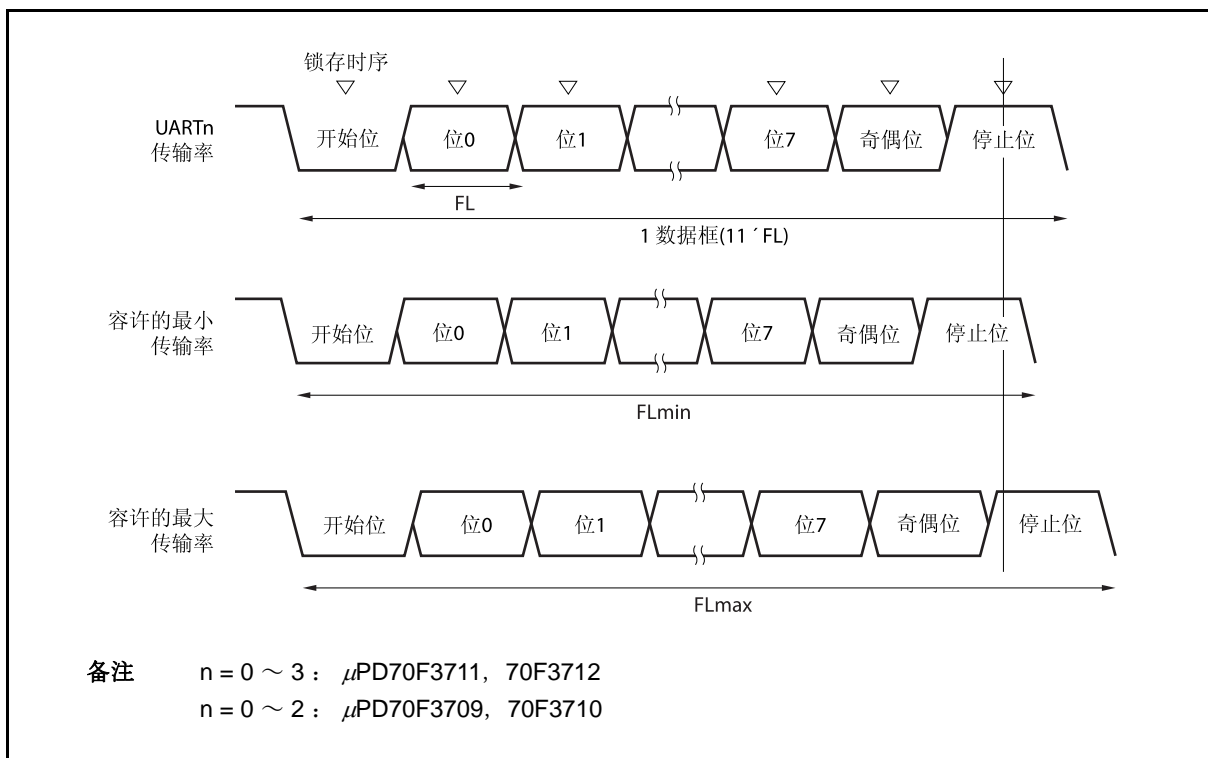 锁存时序
UARTn
传输率
开始位 位0 位1 位7 奇偶位 停止位
FL
1 数据框(11 ´ FL)
容许的最小
传输率
开始位 位0 位1 位7 奇偶位 停止位
FLmin
容许的最大
传输率
开始位 位0 位1 位7 奇偶位 停止位
FLmax
备注 n = 0 ～ 3 ： μPD70F3711， 70F3712
n = 0 ～ 2 ： μPD70F3709， 70F3710